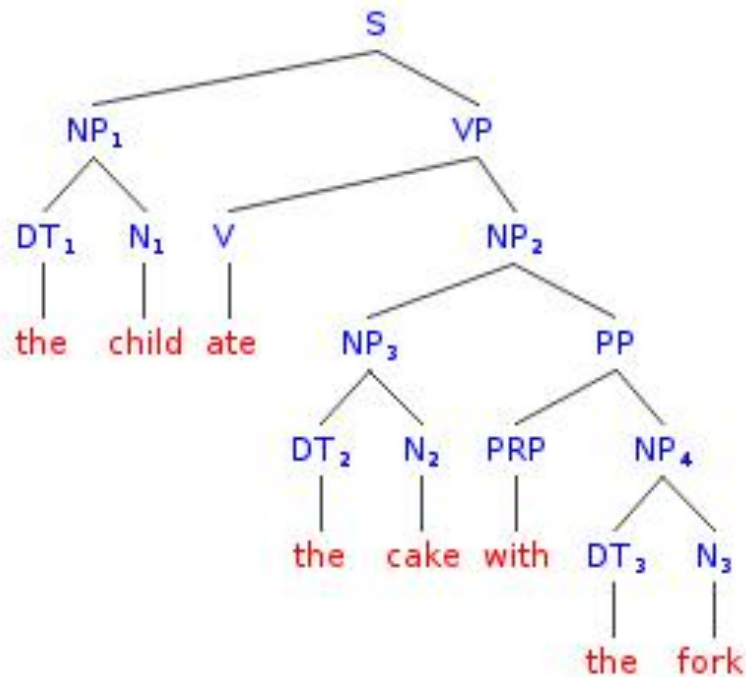 S
NP₁ VP
DT₁ N₁ V NP₂
the child ate NP₃ PP
DT₂ N₂ PRP NP₄
the cake with DT₃ N₃
the fork